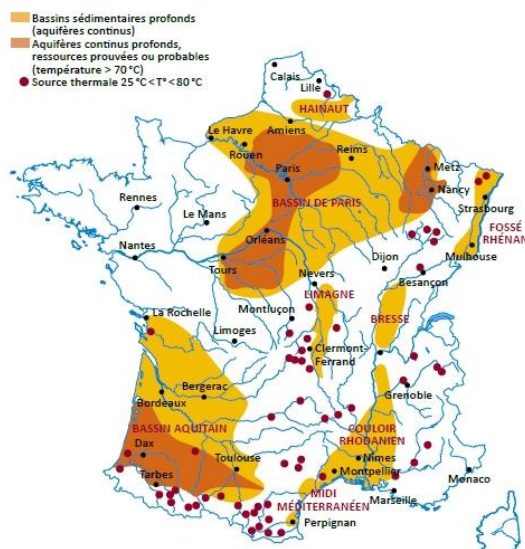 Bassins sédimentaires profonds
(aquifères continus)
Aquifères continus profonds,
ressources prouvées ou probables
(température > 70 °C)
Source thermale 25 °C < T° < 80 °C
Calais
Lille
HAINAUT
Amiens
Le Havre
Rouen
Reims
Paris
Metz
Nancy
BASSIN DE PARIS
Strasbourg
FOSSÉ
RHÉNAN
Rennes
Le Mans
Orléans
Mulhouse
Nantes
Tours
Dijon
Besançon
Nevers
LIMAGNE
Montluçon
BRESSE
La Rochelle
Limoges
Clermont-
Ferrand
Bergerac
Grenoble
Bordeaux
BASSIN AQUITAIN
COULOIR
RHODANIEN
Dax
Toulouse
Nîmes
Montpellier
Monaco
Tarbes
Marseille
MIDI
MÉDITERRANÉEN
Perpignan